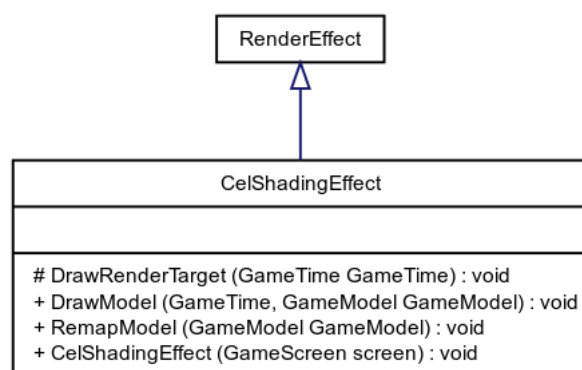 RenderEffect
CelShadingEffect
# DrawRenderTarget (GameTime GameTime) : void
+ DrawModel (GameTime, GameModel GameModel) : void
+ RemapModel (GameModel GameModel) : void
+ CelShadingEffect (GameScreen screen) : void